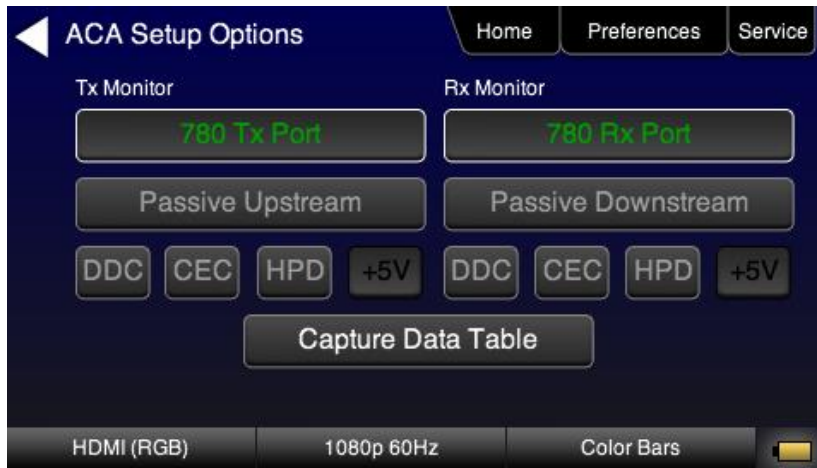 ACA Setup Options
Home Preferences Service
Tx Monitor Rx Monitor
780 Tx Port 780 Rx Port
Passive Upstream Passive Downstream
DDC CEC HPD +5V DDC CEC HPD +5V
Capture Data Table
HDMI (RGB) 1080p 60Hz Color Bars